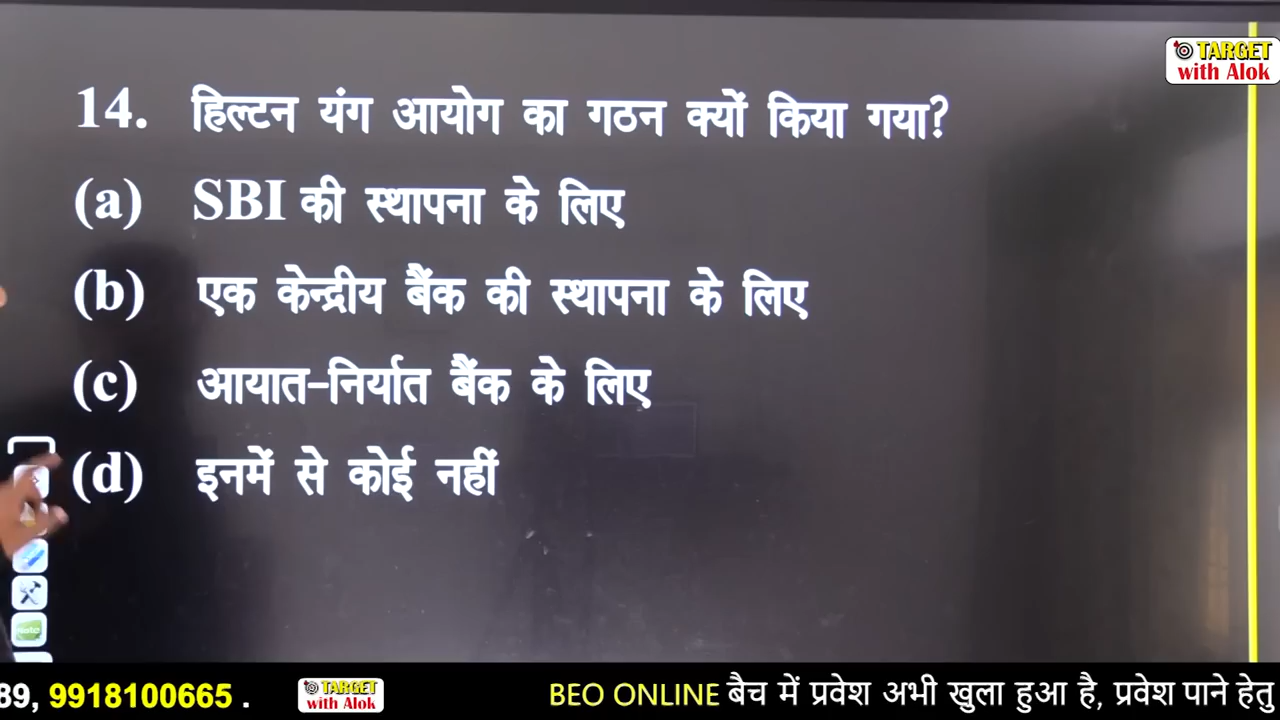 TARGET
with Alok
14. हिल्टन यंग आयोग का गठन क्यों किया गया?
(a) SBI की स्थापना के लिए
(b) एक केन्द्रीय बैंक की स्थापना के लिए
(c) आयात-निर्यात बैंक के लिए
(d) इनमें से कोई नहीं
89, 9918100665 . TARGET with Alok BEO ONLINE बैच में प्रवेश अभी खुला हुआ है, प्रवेश पाने हेतु